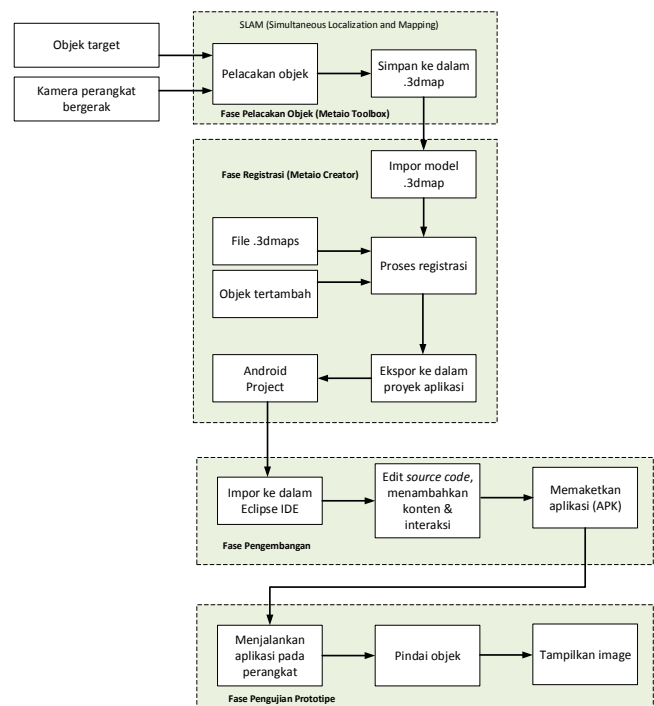 SLAM (Simultaneous Localization and Mapping)
Objek target
Kamera perangkat
bergerak
Pelacakan objek
Simpan ke dalam
.3dmap
Fase Pelacakan Objek (Metaio Toolbox)
Fase Registrasi (Metaio Creator)
Impor model
.3dmap
File .3dmaps
Objek tertambah
Proses registrasi
Android
Project
Ekspor ke dalam
proyek aplikasi
Impor ke dalam
Eclipse IDE
Edit source code,
menambahkan
konten &
interaksi
Memaketkan
aplikasi (APK)
Fase Pengembangan
Menjalankan
aplikasi pada
perangkat
Pindai objek
Tampilkan image
Fase Pengujian Prototipe